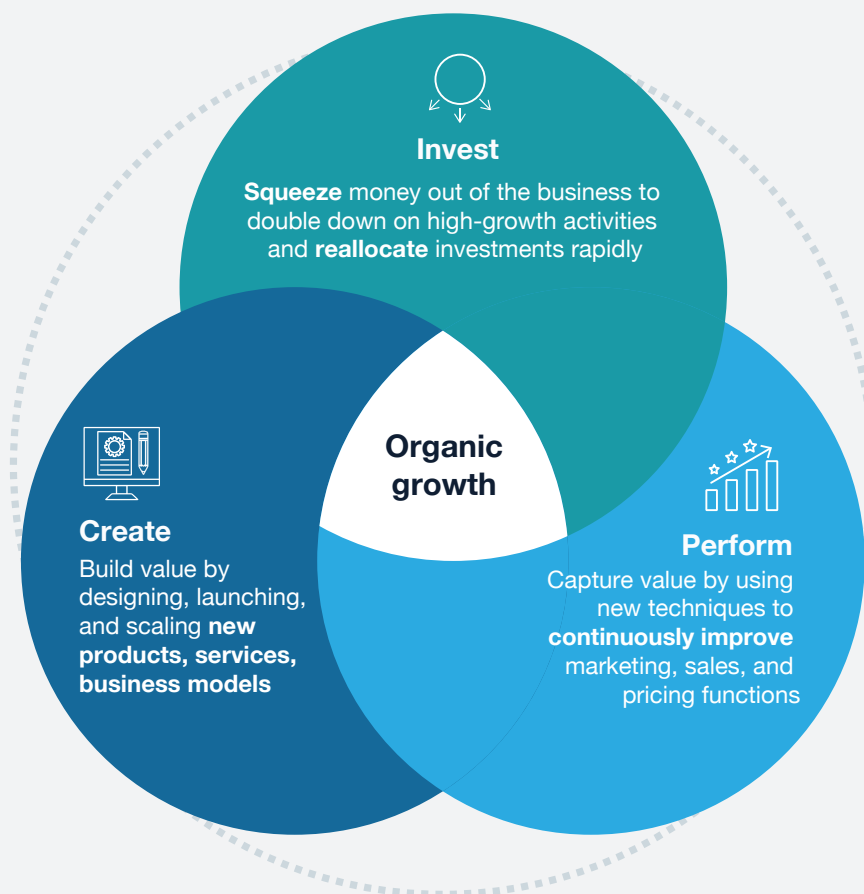 Invest
Squeeze money out of the business to
double down on high-growth activities
and reallocate investments rapidly
Organic
growth
Create
Build value by
designing, launching,
and scaling new
products, services,
business models
Perform
Capture value by using
new techniques to
continuously improve
marketing, sales, and
pricing functions